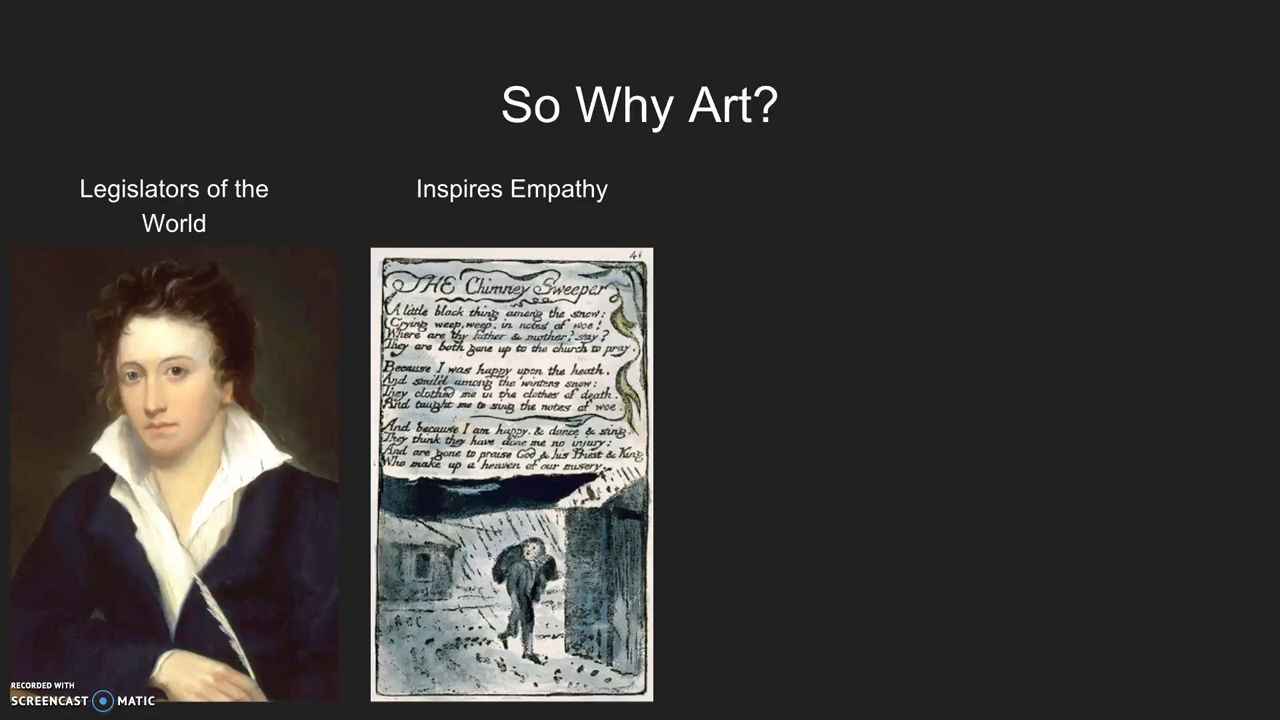 So Why Art?
Legislators of the
World
Inspires Empathy
41
THE Chimney Sweeper
A little black thing among the snow:
Crying weep, weep, in notes of woe!
Where are thy father & mother? say?
They are both gone up to the church to pray.
Because I was happy upon the heath.
And smil'd among the winters snow:
They clothed me in the clothes of death.
And taught me to sing the notes of woe.
And because I am happy, & dance & sing.
They think they have done me no injury:
And are gone to praise God & his Priest & King
Who make up a heaven of our misery.
RECORDED WITH
SCREENCAST MATIC